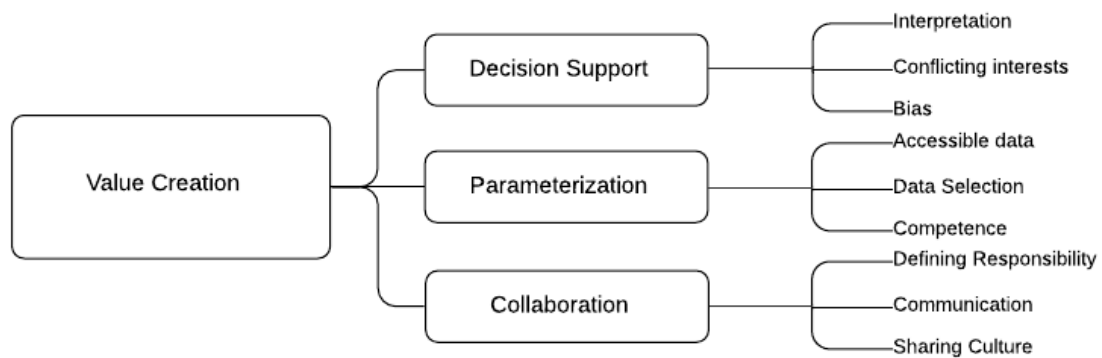 Value Creation
Decision Support
Interpretation
Conflicting interests
Bias
Parameterization
Accessible data
Data Selection
Competence
Collaboration
Defining Responsibility
Communication
Sharing Culture